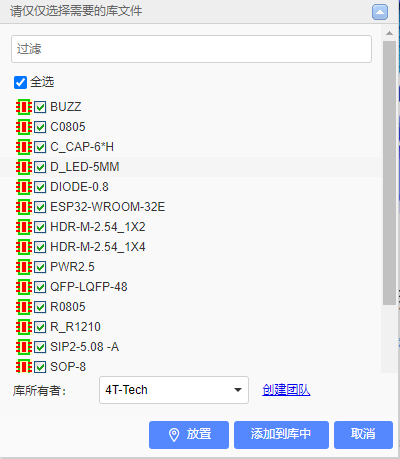 请仅仅选择需要的库文件
过滤
全选
BUZZ
C0805
C_CAP-6*H
D_LED-5MM
DIODE-0.8
ESP32-WROOM-32E
HDR-M-2.54_1X2
HDR-M-2.54_1X4
PWR2.5
QFP-LQFP-48
R0805
R_R1210
SIP2-5.08 -A
SOP-8
库所有者: 4T-Tech 创建团队
放置 添加到库中 取消